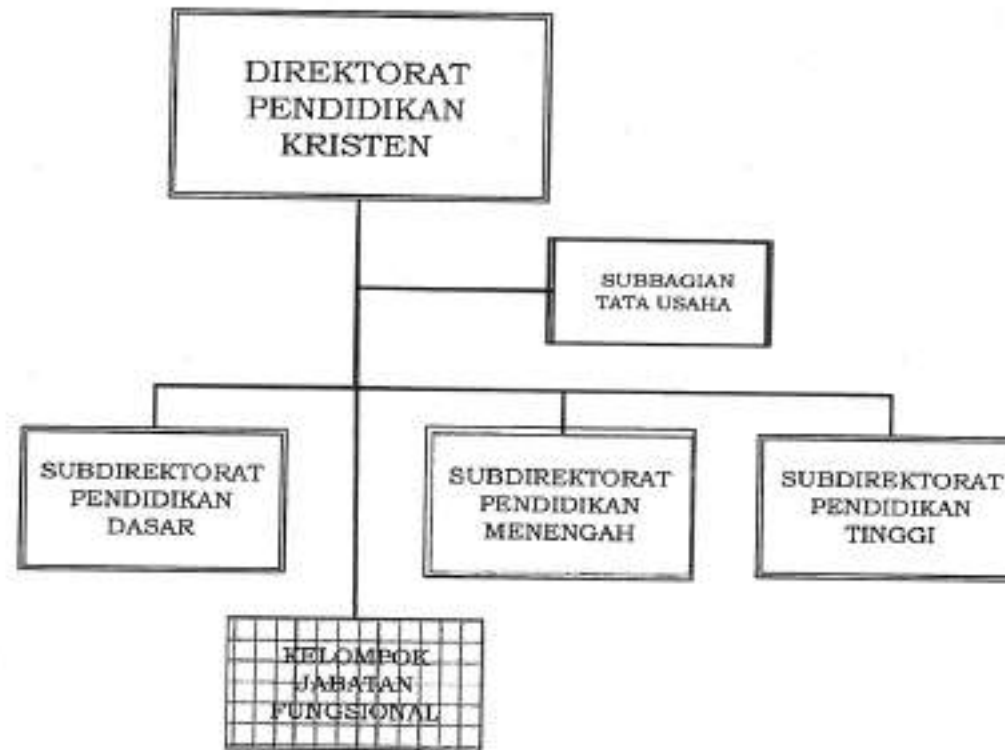 DIREKTORAT
PENDIDIKAN
KRISTEN
SUBBAGIAN
TATA USAHA
SUBDIREKTORAT
PENDIDIKAN
DASAR
SUBDIREKTORAT
PENDIDIKAN
MENENGAH
SUBDIREKTORAT
PENDIDIKAN
TINGGI
KELOMPOK
JABATAN
FUNGSIONAL